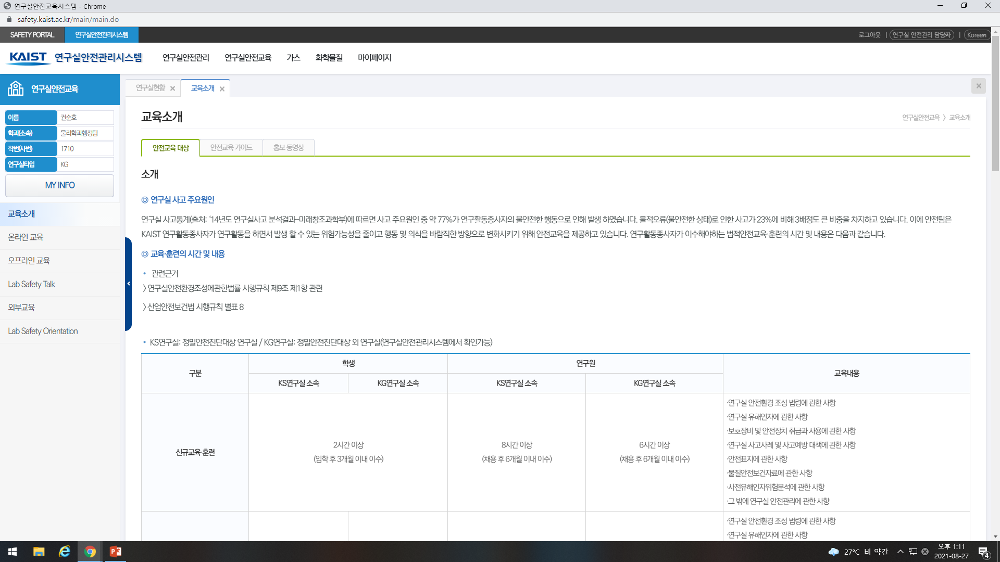 연구실안전교육시스템 - Chrome
safety.kaist.ac.kr/main/main.do
SAFETY PORTAL
연구실안전관리시스템
로그아웃 | 연구실 안전관리 담당자 | Korean
KAIST 연구실안전관리시스템
연구실안전관리
연구실안전교육
가스
화학물질
마이페이지
연구실안전교육
이름 권순호
학과(소속) 물리학과행정팀
학번(사번) 1710
연구실타입 KG
MY INFO
교육소개
온라인 교육
오프라인 교육
Lab Safety Talk
외부교육
Lab Safety Orientation
연구실현황
교육소개
교육소개
연구실안전교육 > 교육소개
안전교육 대상
안전교육 가이드
홍보 동영상
소개
◎ 연구실 사고 주요원인
연구실 사고통계(출처: ‘14년도 연구실사고 분석결과-미래창조과학부)에 따르면 사고 주요원인 중 약 77%가 연구활동종사자의 불안전한 행동으로 인해 발생 하였습니다. 물적오류(불안전한 상태)로 인한 사고가 23%에 비해 3배정도 큰 비중을 차지하고 있습니다. 이에 안전팀은
KAIST 연구활동종사자가 연구활동을 하면서 발생 할 수 있는 위험가능성을 줄이고 행동 및 의식을 바람직한 방향으로 변화시키기 위해 안전교육을 제공하고 있습니다. 연구활동종사자가 이수해야하는 법적안전교육·훈련의 시간 및 내용은 다음과 같습니다.
◎ 교육·훈련의 시간 및 내용
• 관련근거
> 연구실안전환경조성에관한법률 시행규칙 제9조 제1항 관련
> 산업안전보건법 시행규칙 별표 8
• KS연구실: 정밀안전진단대상 연구실 / KG연구실: 정밀안전진단대상 외 연구실(연구실안전관리시스템에서 확인가능)
구분
학생
연구원
교육내용
KS연구실 소속
KG연구실 소속
KS연구실 소속
KG연구실 소속
신규교육·훈련
2시간 이상
(입학 후 3개월 이내 이수)
8시간 이상
(채용 후 6개월 이내 이수)
6시간 이상
(채용 후 6개월 이내 이수)
·연구실 안전환경 조성 법령에 관한 사항
·연구실 유해인자에 관한 사항
·보호장비 및 안전장치 취급과 사용에 관한 사항
·연구실 사고사례 및 사고예방 대책에 관한 사항
·안전표지에 관한 사항
·물질안전보건자료에 관한 사항
·사전유해인자위험분석에 관한 사항
·그 밖에 연구실 안전관리에 관한 사항
·연구실 안전환경 조성 법령에 관한 사항
·연구실 유해인자에 관한 사항
27°C 비 약간
오후 1:11
2021-08-27
4